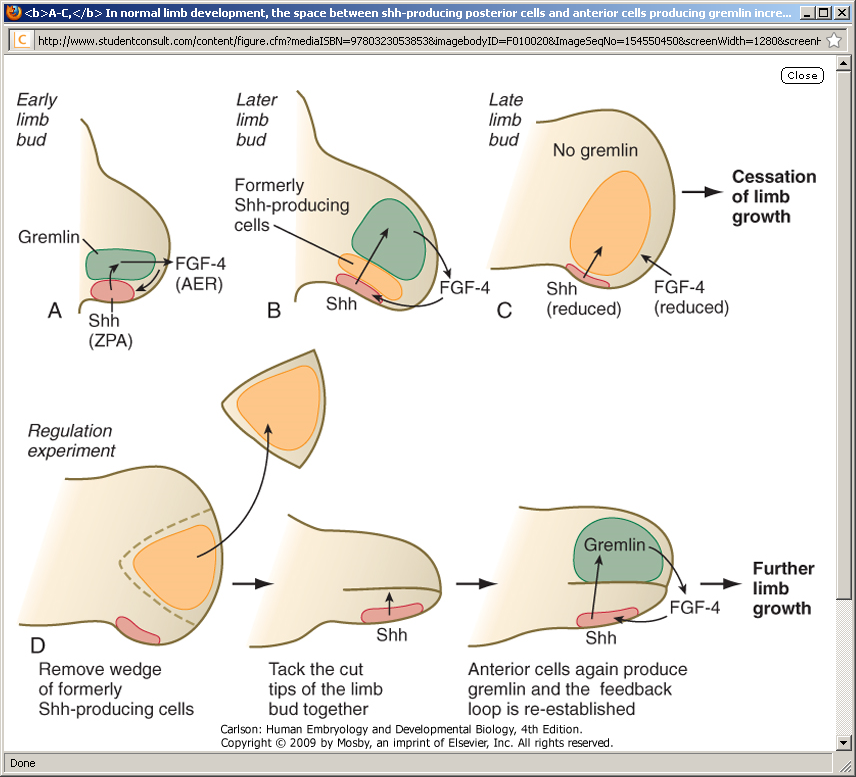 <b>A-C,</b> In normal limb development, the space between shh-producing posterior cells and anterior cells producing gremlin incre...
http://www.studentconsult.com/content/figure.cfm?mediaISBN=9780323053853&imagebodyID=F010020&ImageSeqNo=154550450&screenWidth=1280&screenH
Close
Early
limb
bud
Gremlin
FGF-4
(AER)
A
Shh
(ZPA)
Later
limb
bud
Formerly
Shh-producing
cells
B
Shh
FGF-4
Late
limb
bud
No gremlin
C
Shh
(reduced)
FGF-4
(reduced)
Cessation
of limb
growth
Regulation
experiment
D
Remove wedge
of formerly
Shh-producing cells
Shh
Tack the cut
tips of the limb
bud together
Gremlin
FGF-4
Shh
Anterior cells again produce
gremlin and the feedback
loop is re-established
Further
limb
growth
Carlson: Human Embryology and Developmental Biology, 4th Edition.
Copyright © 2009 by Mosby, an imprint of Elsevier, Inc. All rights reserved.
Done